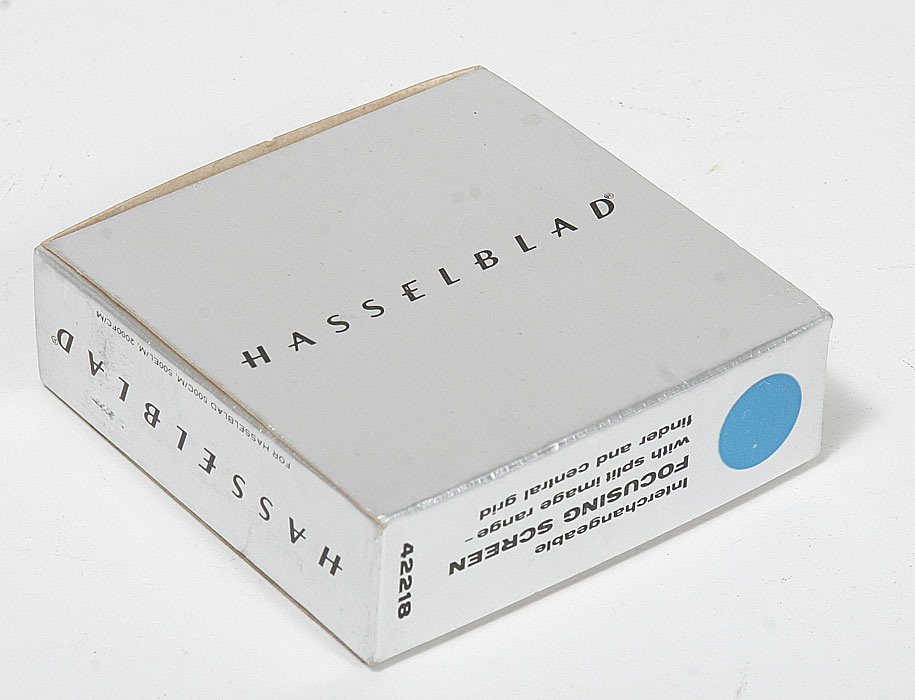 HASSELBLAD®
HASSELBLAD®
FOR HASSELBLAD 500C/M, 500EL/M, 2000FC/M
Interchangeable
FOCUSING SCREEN
with split image range-
finder and central grid
42218